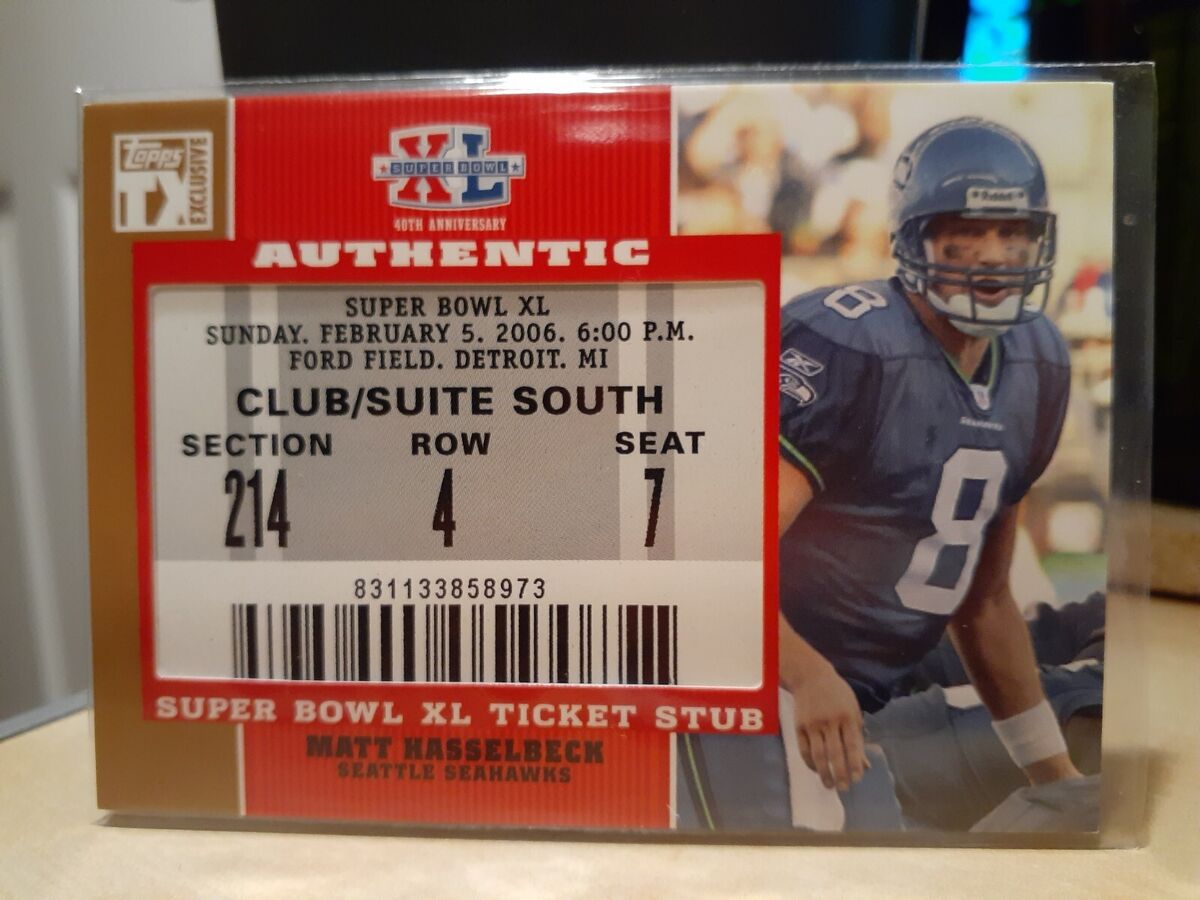 Topps
TX
EXCLUSIVE
XL
SUPER BOWL
40TH ANNIVERSARY
AUTHENTIC
SUPER BOWL XL
SUNDAY. FEBRUARY 5. 2006. 6:00 P.M.
FORD FIELD. DETROIT. MI
CLUB/SUITE SOUTH
SECTION ROW SEAT
214 4 7
831133858973
SUPER BOWL XL TICKET STUB
MATT HASSELBECK
SEATTLE SEAHAWKS
Riddell
8
SEAHAWKS
8